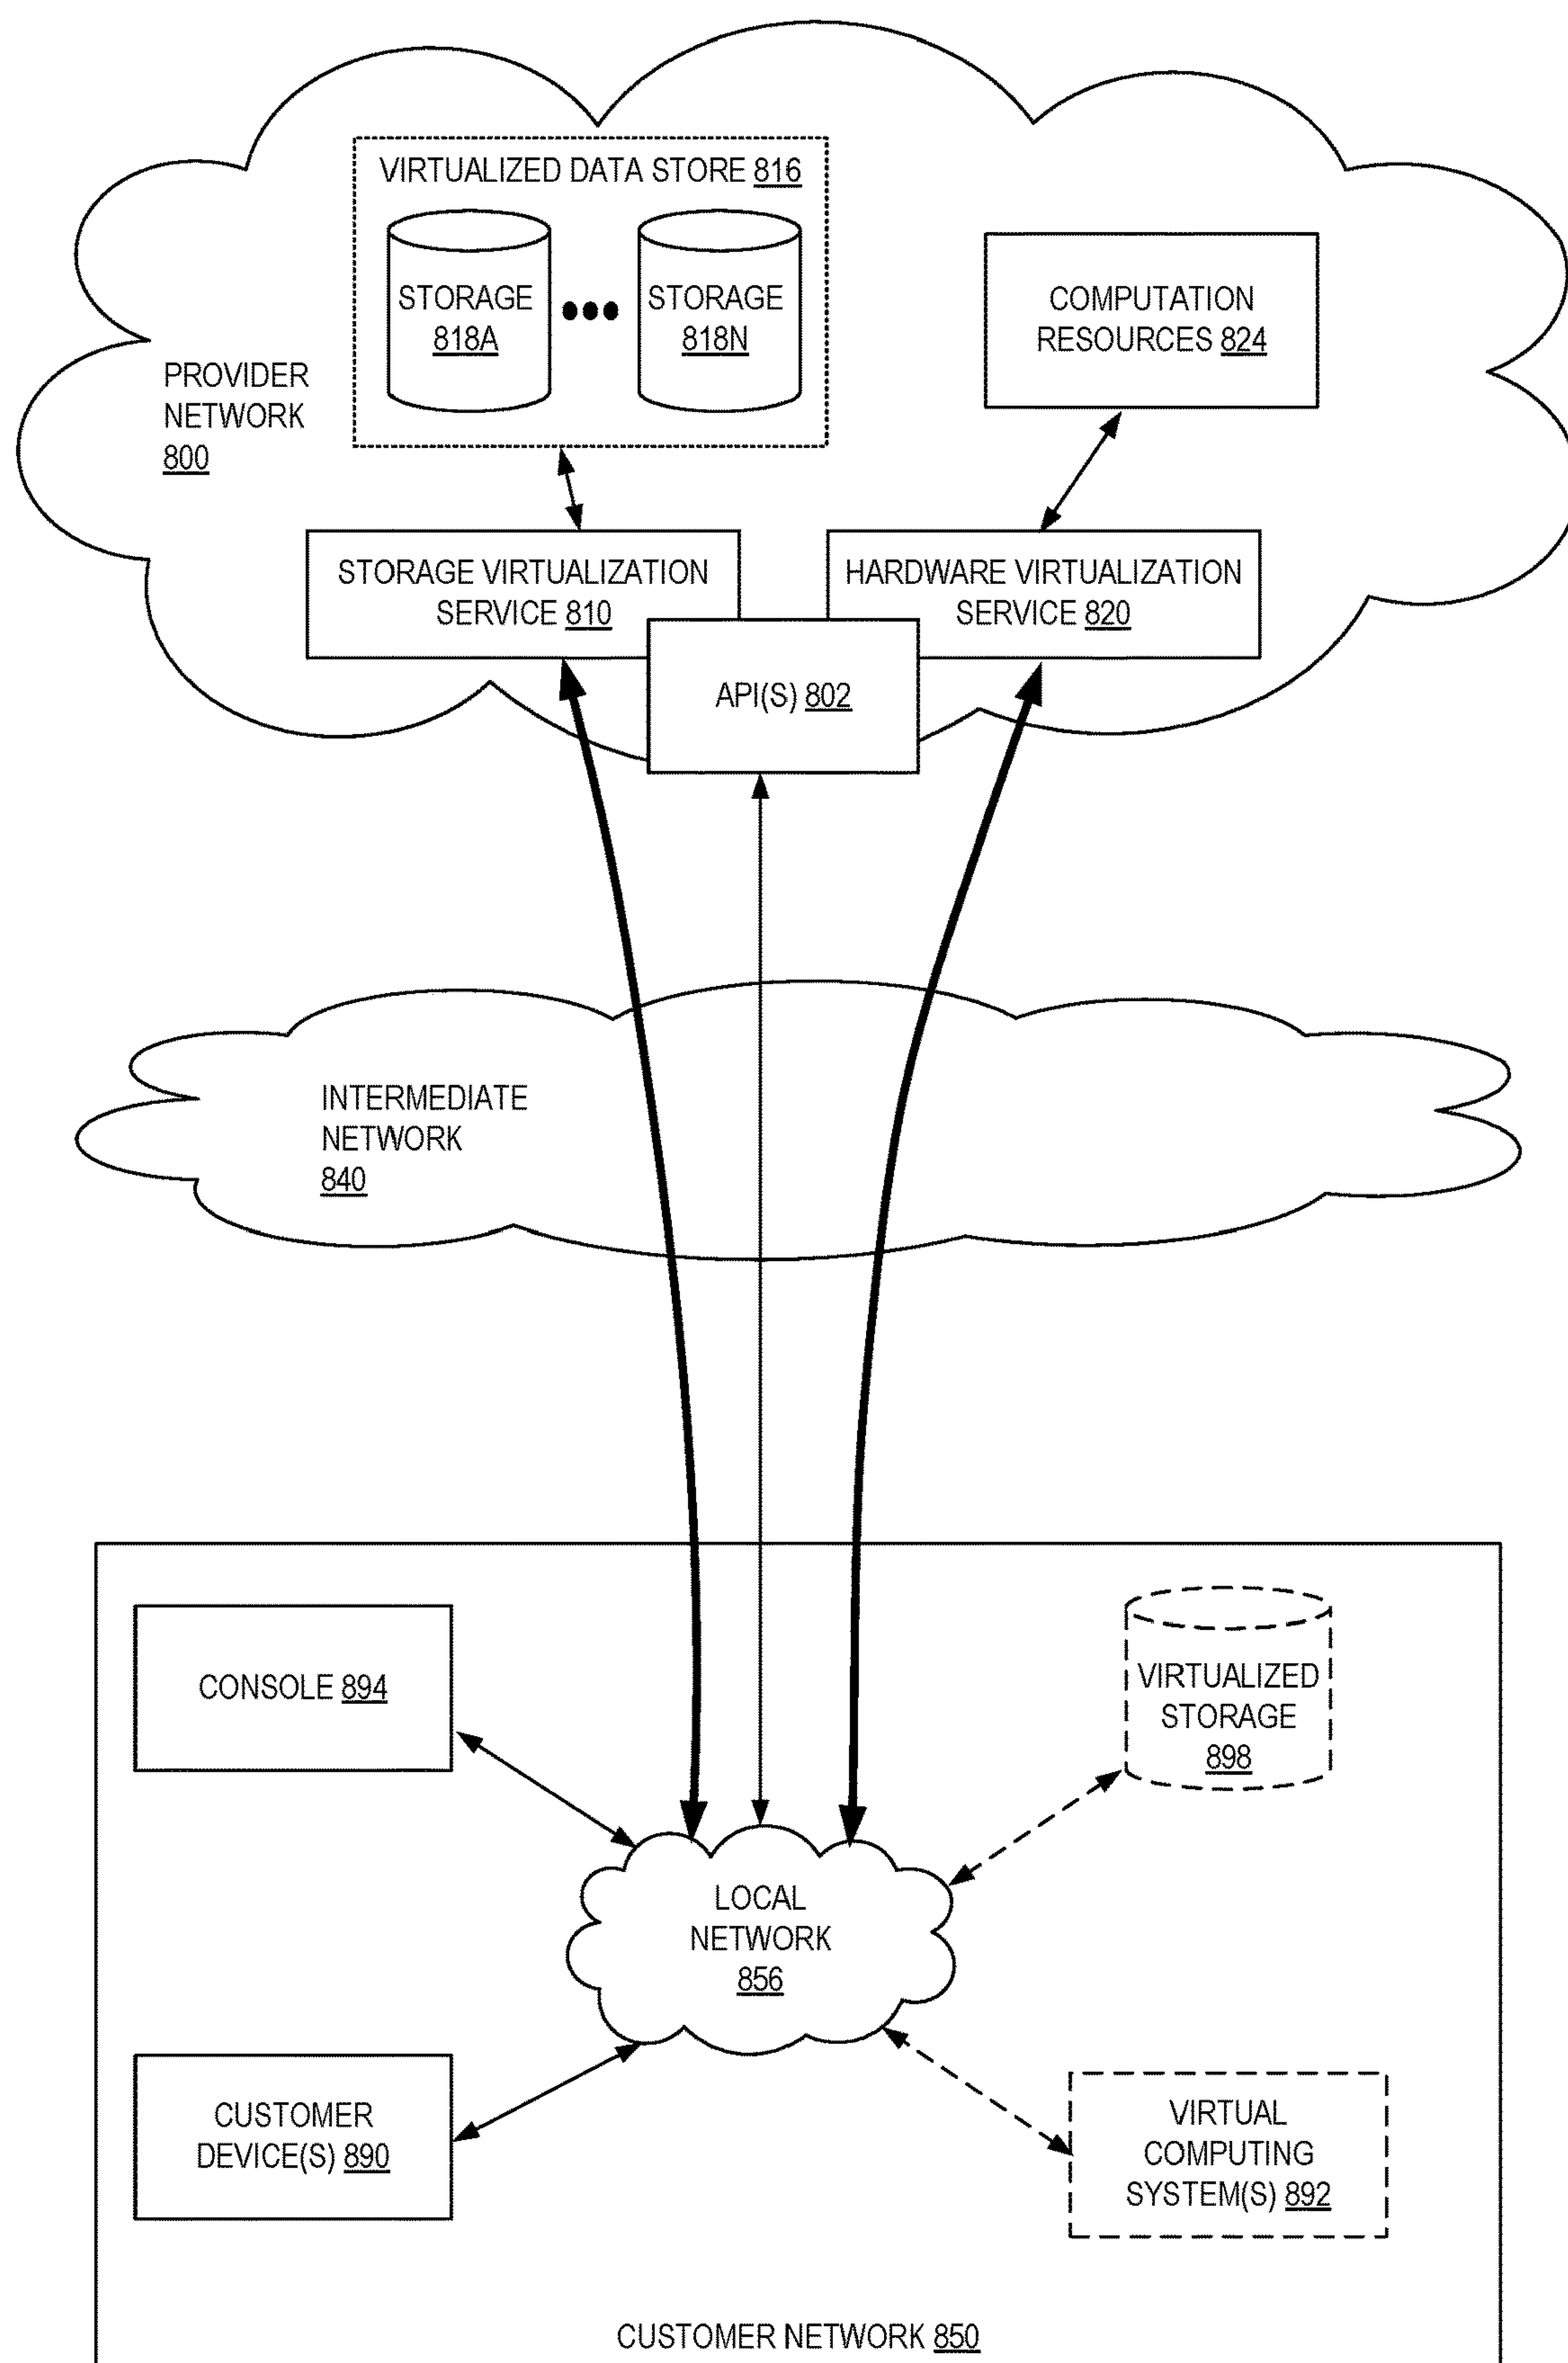 VIRTUALIZED DATA STORE 816
STORAGE
818A
STORAGE
818N
COMPUTATION
RESOURCES 824
PROVIDER
NETWORK
800
STORAGE VIRTUALIZATION
SERVICE 810
HARDWARE VIRTUALIZATION
SERVICE 820
API(S) 802
INTERMEDIATE
NETWORK
840
CONSOLE 894
VIRTUALIZED
STORAGE
898
LOCAL
NETWORK
856
CUSTOMER
DEVICE(S) 890
VIRTUAL
COMPUTING
SYSTEM(S) 892
CUSTOMER NETWORK 850